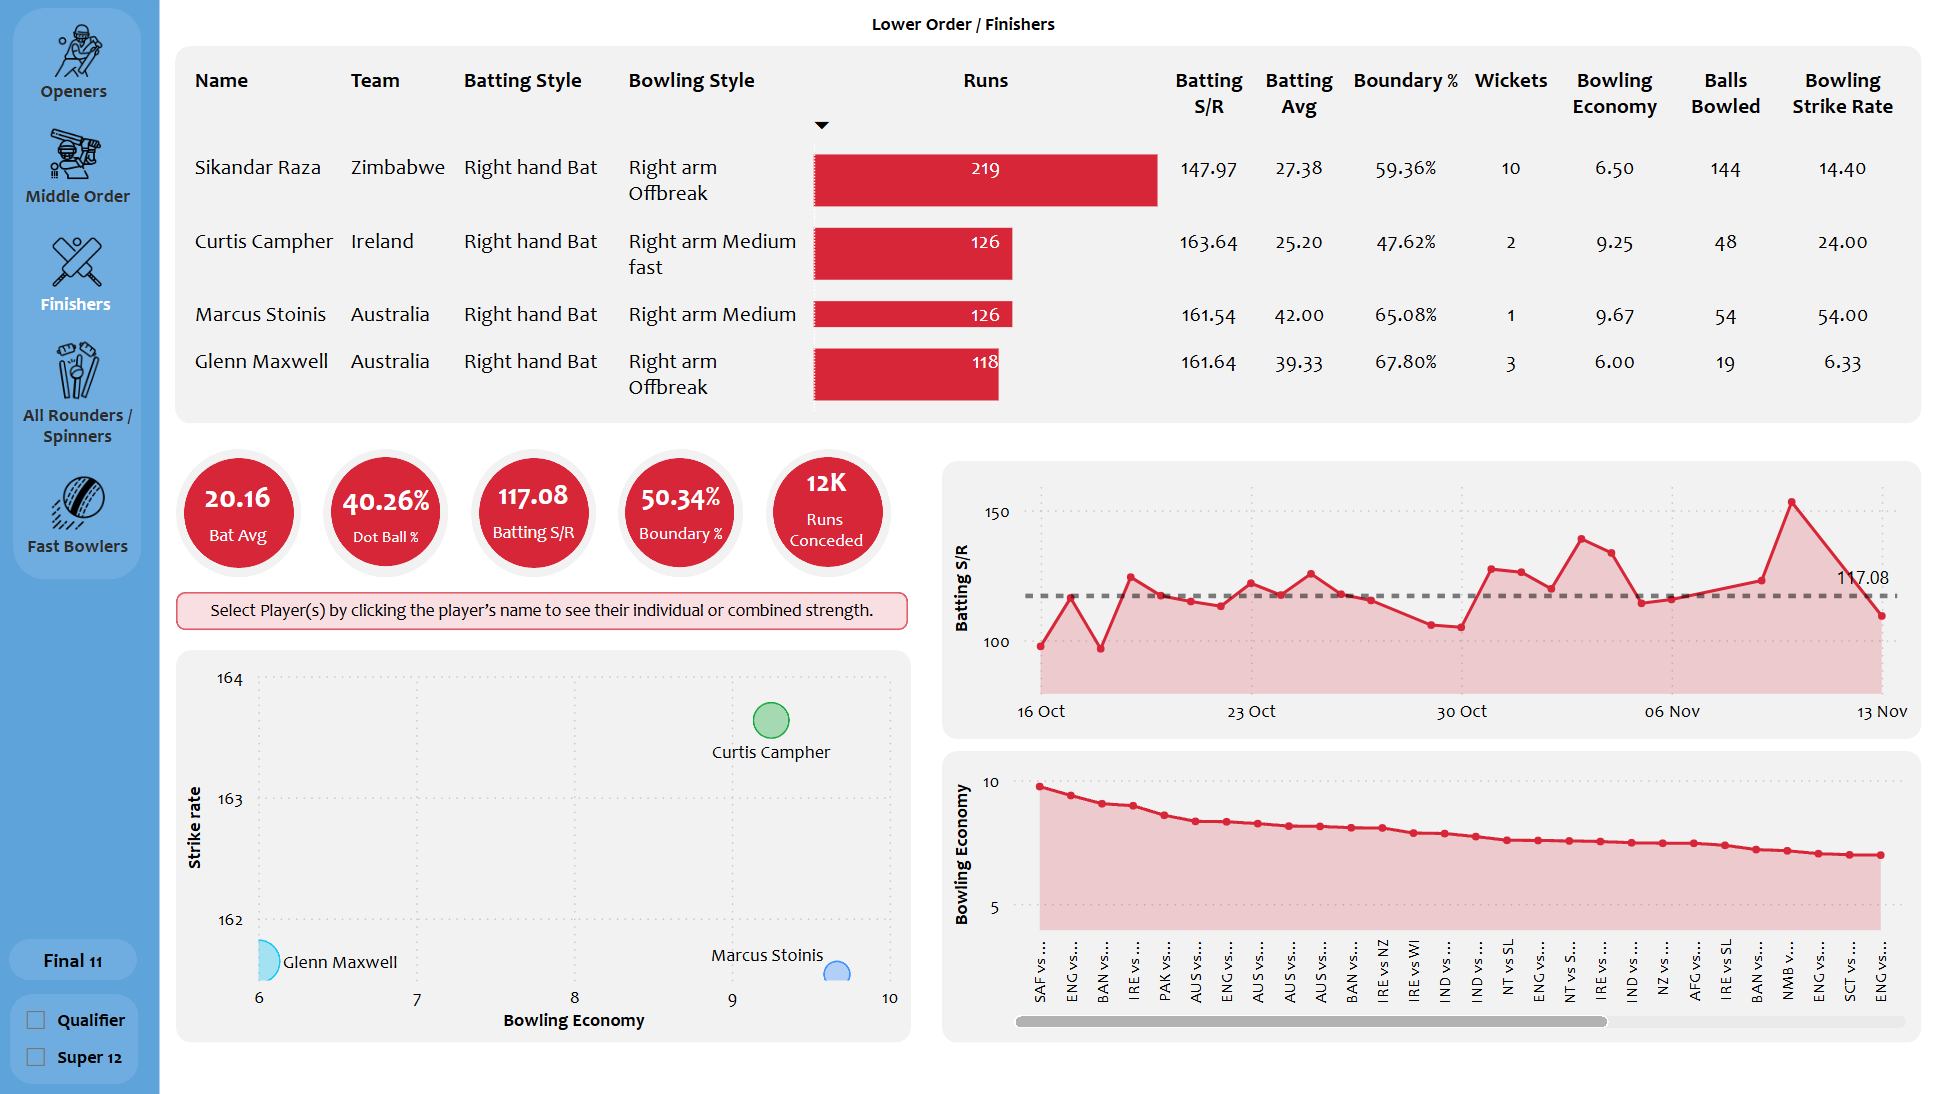 Openers
Middle Order
Finishers
All Rounders /
Spinners
Fast Bowlers
Final 11
Qualifier
Super 12
Lower Order / Finishers
Name Team Batting Style Bowling Style Runs Batting S/R Batting Avg Boundary % Wickets Bowling Economy Balls Bowled Bowling Strike Rate
Sikandar Raza Zimbabwe Right hand Bat Right arm Offbreak 219 147.97 27.38 59.36% 10 6.50 144 14.40
Curtis Campher Ireland Right hand Bat Right arm Medium fast 126 163.64 25.20 47.62% 2 9.25 48 24.00
Marcus Stoinis Australia Right hand Bat Right arm Medium 126 161.54 42.00 65.08% 1 9.67 54 54.00
Glenn Maxwell Australia Right hand Bat Right arm Offbreak 118 161.64 39.33 67.80% 3 6.00 19 6.33
20.16
Bat Avg
40.26%
Dot Ball %
117.08
Batting S/R
50.34%
Boundary %
12K
Runs
Conceded
Select Player(s) by clicking the player's name to see their individual or combined strength.
Strike rate
164
163
162
Curtis Campher
Glenn Maxwell
Marcus Stoinis
6 7 8 9 10
Bowling Economy
Batting S/R
150
100
117.08
16 Oct 23 Oct 30 Oct 06 Nov 13 Nov
Bowling Economy
10
5
SAF vs...
ENG vs...
BAN vs...
IRE vs...
PAK vs...
AUS vs...
ENG vs...
AUS vs...
AUS vs...
AUS vs...
BAN vs...
IRE vs NZ
IRE vs WI
IND vs...
IND vs...
NT vs SL
ENG vs...
NT vs S...
IRE vs...
IND vs...
NZ vs...
AFG vs...
IRE vs SL
BAN vs...
NMB v...
ENG vs...
SCT vs...
ENG vs...